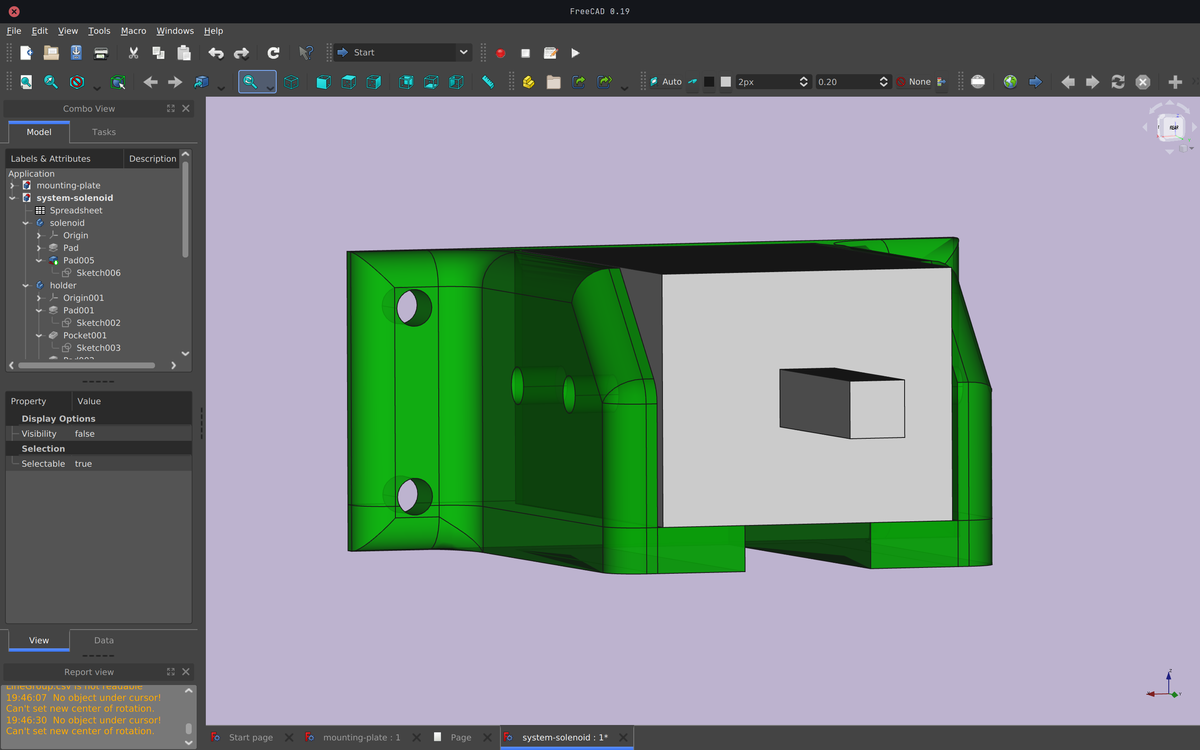 FreeCAD 0.19
File Edit View Tools Macro Windows Help
Start
Auto 2px 0.20 None
Combo View
Model Tasks
Labels & Attributes Description
Application
mounting-plate
system-solenoid
Spreadsheet
solenoid
Origin
Pad
Pad005
Sketch006
holder
Origin001
Pad001
Sketch002
Pocket001
Sketch003
Property Value
Display Options
Visibility false
Selection
Selectable true
View Data
Report view
LineGroup.csv is not readable
19:46:07 No object under cursor!
Can't set new center of rotation.
19:46:30 No object under cursor!
Can't set new center of rotation.
Start page mounting-plate : 1 Page system-solenoid : 1*